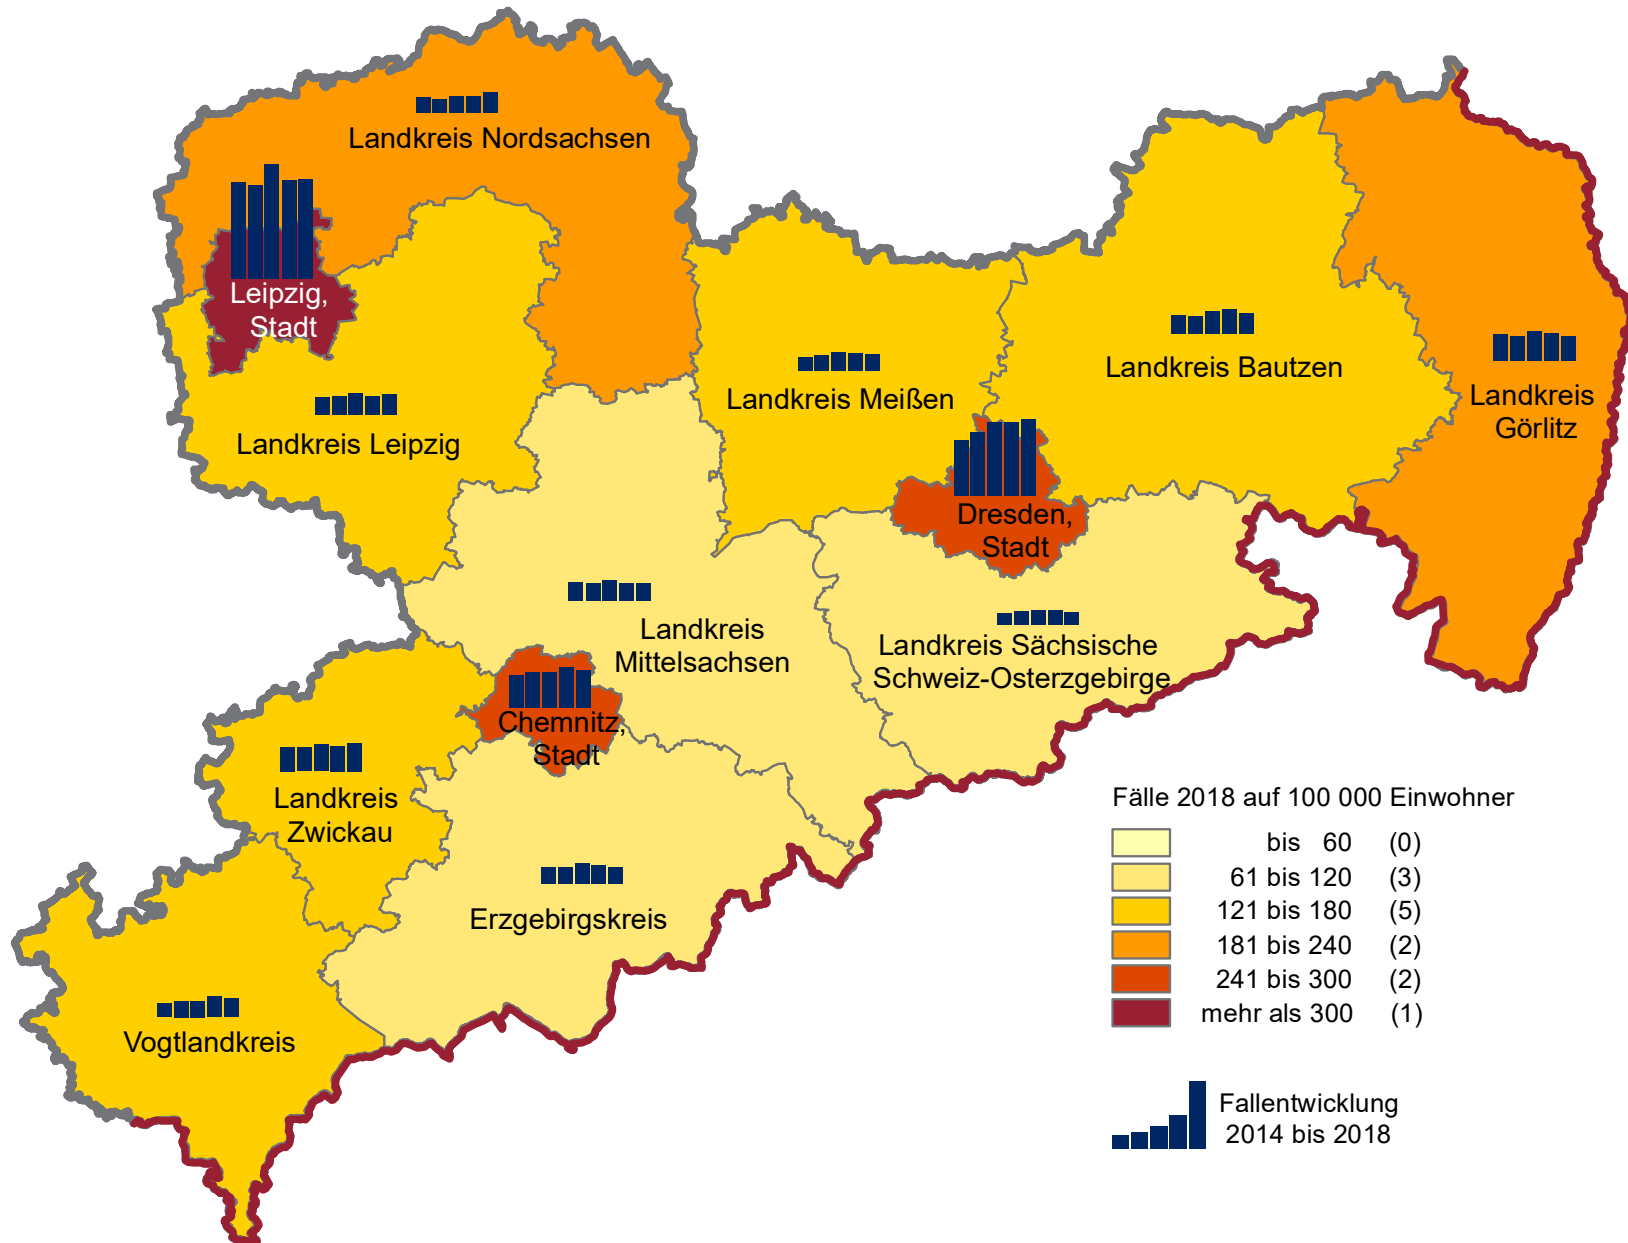 Landkreis Nordsachsen
Leipzig,
Stadt
Landkreis Leipzig
Landkreis Meißen
Landkreis Bautzen
Landkreis
Görlitz
Dresden,
Stadt
Landkreis
Mittelsachsen
Landkreis Sächsische
Schweiz-Osterzgebirge
Chemnitz,
Stadt
Landkreis
Zwickau
Erzgebirgskreis
Vogtlandkreis
Fälle 2018 auf 100 000 Einwohner
bis 60 (0)
61 bis 120 (3)
121 bis 180 (5)
181 bis 240 (2)
241 bis 300 (2)
mehr als 300 (1)
Fallentwicklung
2014 bis 2018